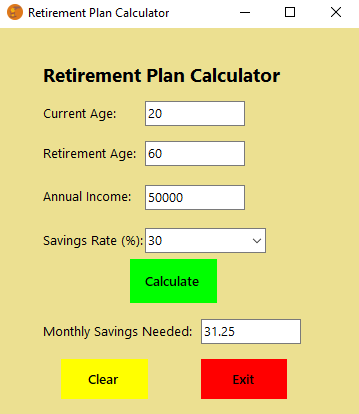 Retirement Plan Calculator
Retirement Plan Calculator
Current Age: 20
Retirement Age: 60
Annual Income: 50000
Savings Rate (%): 30
Calculate
Monthly Savings Needed: 31.25
Clear Exit